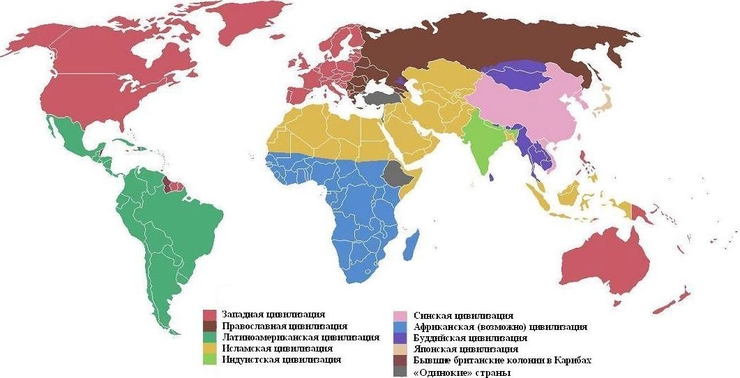 Западная цивилизация
Православная цивилизация
Латиноамериканская цивилизация
Исламская цивилизация
Индуистская цивилизация
Синская цивилизация
Африканская (возможно) цивилизация
Буддийская цивилизация
Японская цивилизация
Бывшие британские колонии в Карибах
«Одинокие» страны